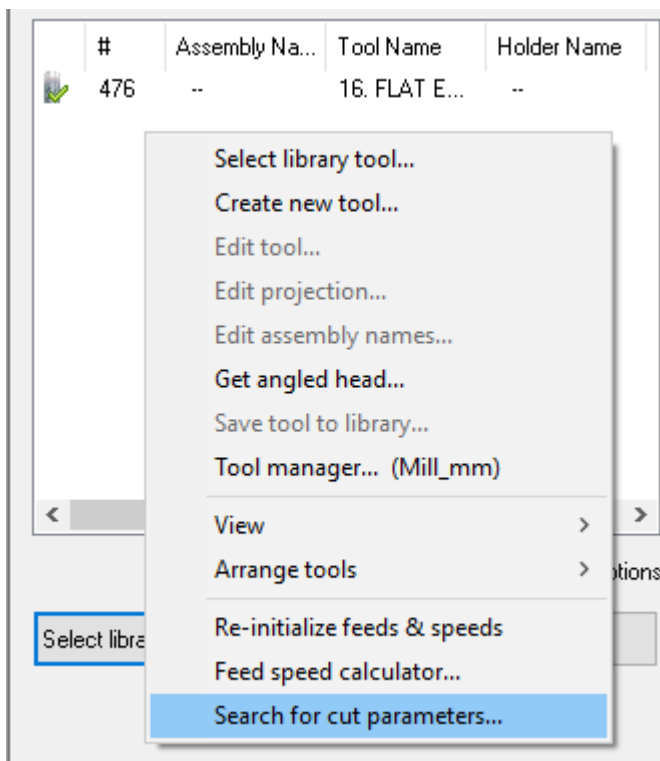 # Assembly Na... Tool Name Holder Name
476 -- 16. FLAT E... --
Select library tool...
Create new tool...
Edit tool...
Edit projection...
Edit assembly names...
Get angled head...
Save tool to library...
Tool manager... (Mill_mm)
View
Arrange tools
Re-initialize feeds & speeds
Feed speed calculator...
Search for cut parameters...
ptions
Select libra